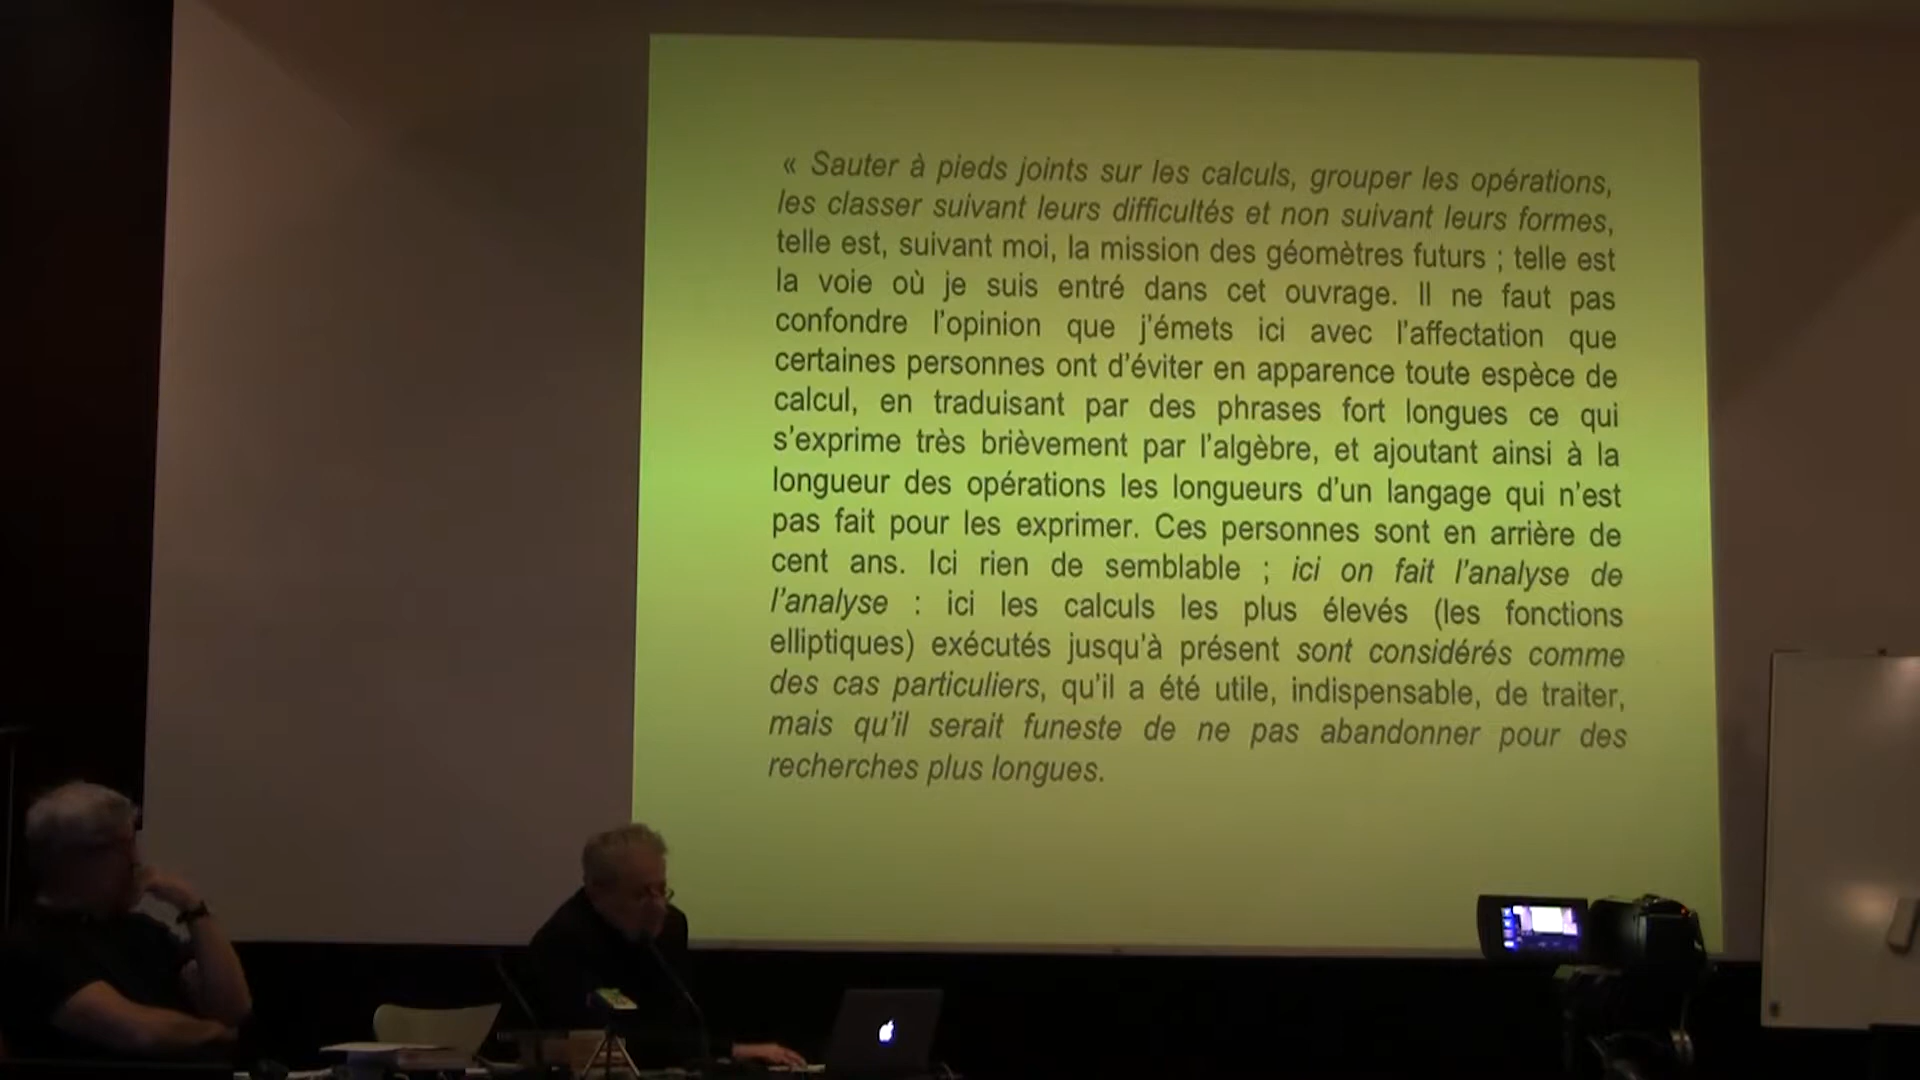 « Sauter à pieds joints sur les calculs, grouper les opérations,
les classer suivant leurs difficultés et non suivant leurs formes,
telle est, suivant moi, la mission des géomètres futurs ; telle est
la voie où je suis entré dans cet ouvrage. Il ne faut pas
confondre l'opinion que j'émets ici avec l'affectation que
certaines personnes ont d'éviter en apparence toute espèce de
calcul, en traduisant par des phrases fort longues ce qui
s'exprime très brièvement par l'algèbre, et ajoutant ainsi à la
longueur des opérations les longueurs d'un langage qui n'est
pas fait pour les exprimer. Ces personnes sont en arrière de
cent ans. Ici rien de semblable ; ici on fait l'analyse de
l'analyse : ici les calculs les plus élevés (les fonctions
elliptiques) exécutés jusqu'à présent sont considérés comme
des cas particuliers, qu'il a été utile, indispensable, de traiter,
mais qu'il serait funeste de ne pas abandonner pour des
recherches plus longues.